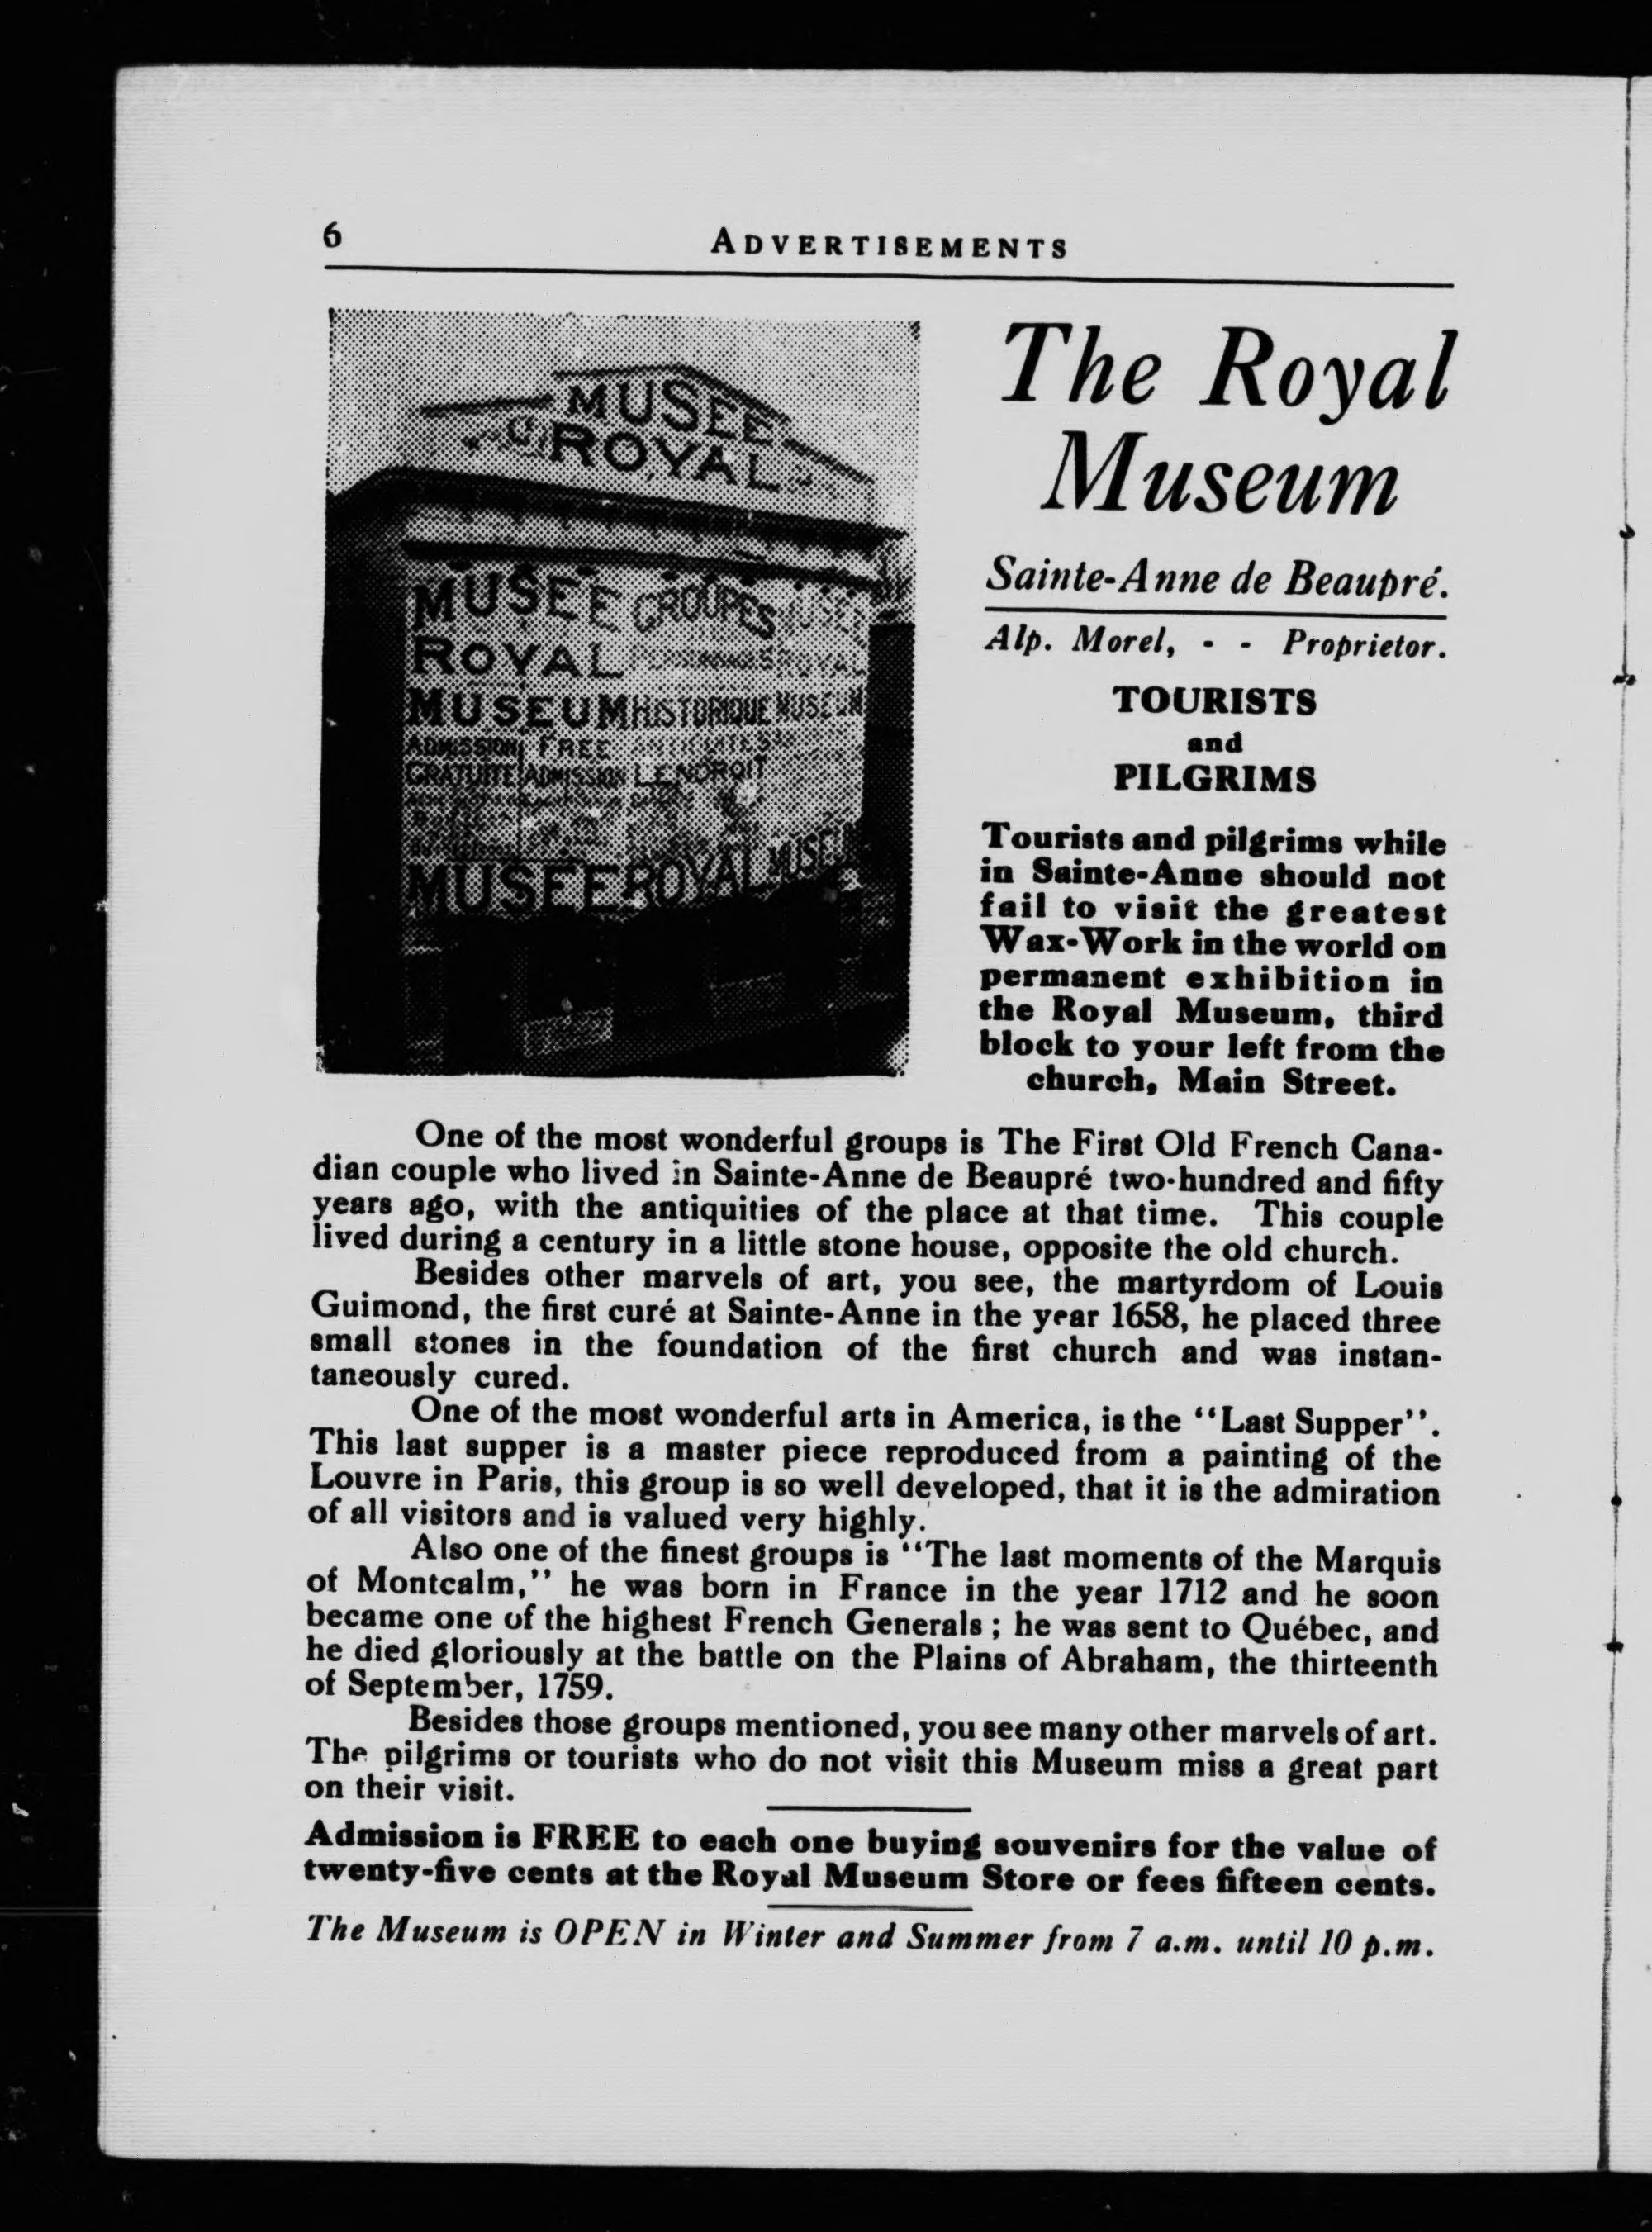 6
ADVERTISEMENTS
MUSEE
ROYAL
MUSEE GROUPES MUSEE
ROYAL ROYAL
MUSEUM HISTORIQUE MUSEUM
ADMISSION FREE
GRATUITE ADMISSION
MUSEE ROYAL MUSEUM
The Royal
Museum
Sainte-Anne de Beaupré.
Alp. Morel, - - Proprietor.
TOURISTS
and
PILGRIMS
Tourists and pilgrims while
in Sainte-Anne should not
fail to visit the greatest
Wax-Work in the world on
permanent exhibition in
the Royal Museum, third
block to your left from the
church, Main Street.
One of the most wonderful groups is The First Old French Cana-
dian couple who lived in Sainte-Anne de Beaupré two-hundred and fifty
years ago, with the antiquities of the place at that time. This couple
lived during a century in a little stone house, opposite the old church.
Besides other marvels of art, you see, the martyrdom of Louis
Guimond, the first curé at Sainte-Anne in the year 1658, he placed three
small stones in the foundation of the first church and was instan-
taneously cured.
One of the most wonderful arts in America, is the "Last Supper".
This last supper is a master piece reproduced from a painting of the
Louvre in Paris, this group is so well developed, that it is the admiration
of all visitors and is valued very highly.
Also one of the finest groups is "The last moments of the Marquis
of Montcalm," he was born in France in the year 1712 and he soon
became one of the highest French Generals ; he was sent to Québec, and
he died gloriously at the battle on the Plains of Abraham, the thirteenth
of September, 1759.
Besides those groups mentioned, you see many other marvels of art.
The pilgrims or tourists who do not visit this Museum miss a great part
on their visit.
Admission is FREE to each one buying souvenirs for the value of
twenty-five cents at the Royal Museum Store or fees fifteen cents.
The Museum is OPEN in Winter and Summer from 7 a.m. until 10 p.m.